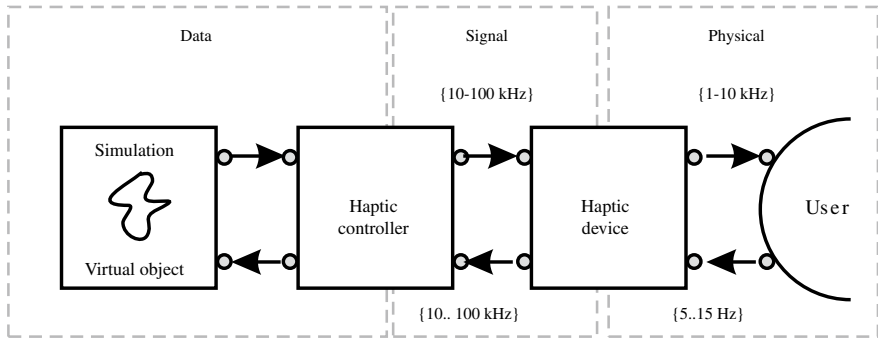 Data
Signal
Physical
{10-100 kHz}
{1-10 kHz}
Simulation
Virtual object
Haptic
controller
Haptic
device
User
{10.. 100 kHz}
{5..15 Hz}